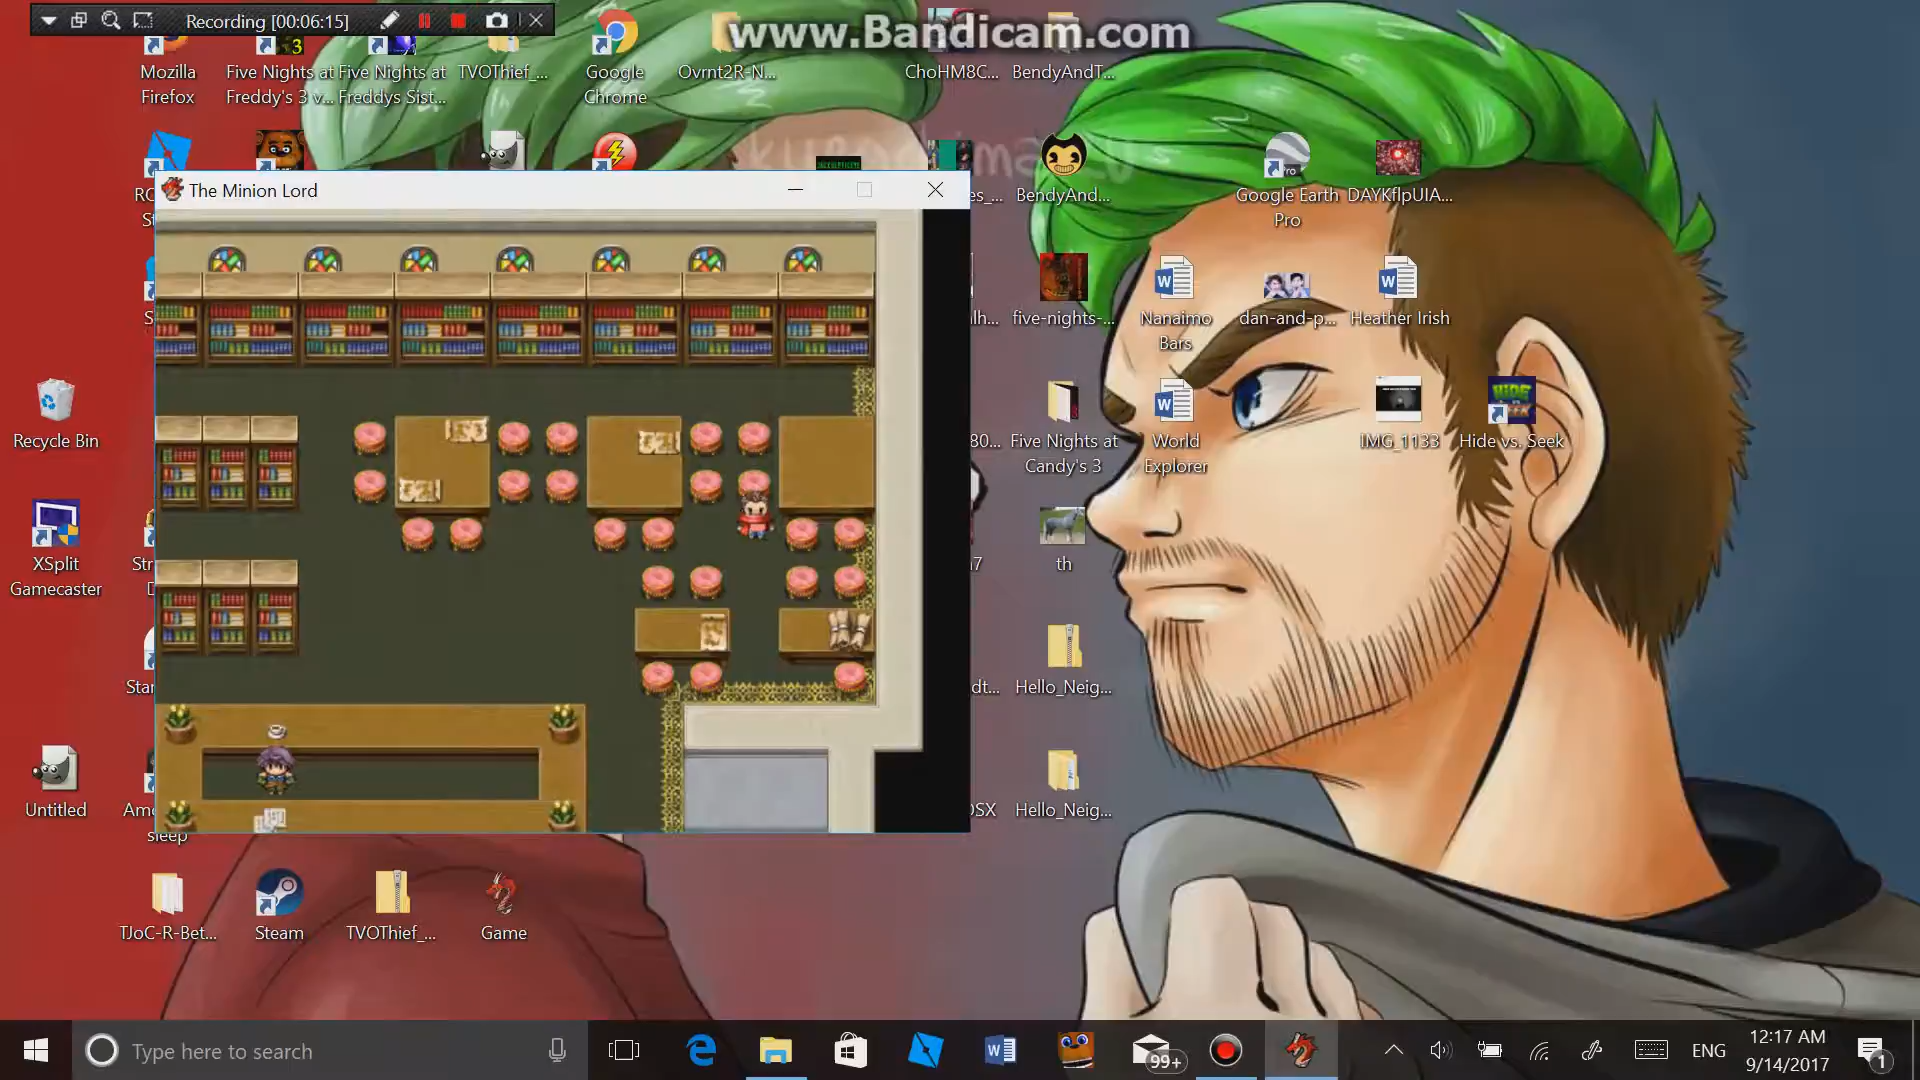 Recording [00:06:15]
www.Bandicam.com
Mozilla
Firefox
Five Nights at
Freddy's 3 v...
Five Nights at
Freddys Sist...
TVOThief_...
Google
Chrome
Ovrnt2R-N...
ChoHM8C...
BendyAndT...
The Minion Lord
BendyAnd...
Google Earth
Pro
DAYKflpUIA...
five-nights-...
Nanaimo
Bars
dan-and-p...
Heather Irish
Recycle Bin
Five Nights at
Candy's 3
World
Explorer
IMG_1133
Hide vs. Seek
XSplit
Gamecaster
th
Hello_Neig...
Untitled
sleep
Hello_Neig...
TJoC-R-Bet...
Steam
TVOThief_...
Game
Type here to search
99+
ENG
12:17 AM
9/14/2017
1